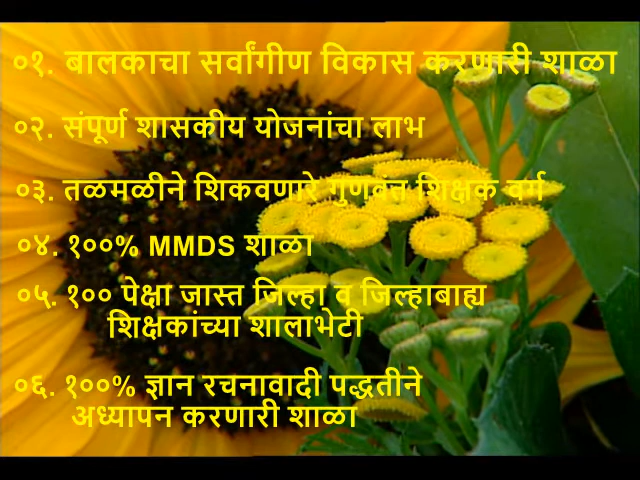 ०१. बालकाचा सर्वांगीण विकास करणारी शाळा
०२. संपूर्ण शासकीय योजनांचा लाभ
०३. तळमळीने शिकवणारे गुणवंत शिक्षक वर्ग
०४. १००% MMDS शाळा
०५. १०० पेक्षा जास्त जिल्हा व जिल्हाबाह्य
शिक्षकांच्या शालाभेटी
०६. १००% ज्ञान रचनावादी पद्धतीने
अध्यापन करणारी शाळा